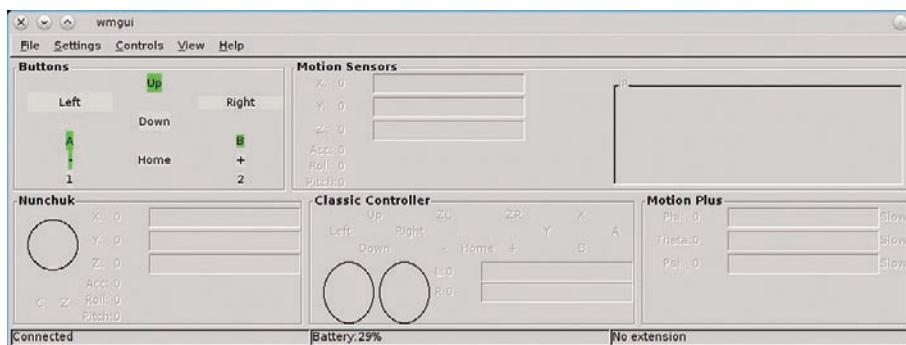 wmgui
File Settings Controls View Help
Buttons
Up
Left Right
Down
A B
- Home +
1 2
Motion Sensors
X: 0
Y: 0
Z: 0
Acc: 0
Roll: 0
Pitch:0
IR
Nunchuk
X: 0
Y: 0
Z: 0
Acc: 0
C Z Roll: 0
Pitch:0
Classic Controller
Up ZL ZR X
Left Right Y A
Down - Home + B
L:0
R:0
Motion Plus
Phi: 0 Slow
Theta:0 Slow
Psi: 0 Slow
Connected Battery:29% No extension